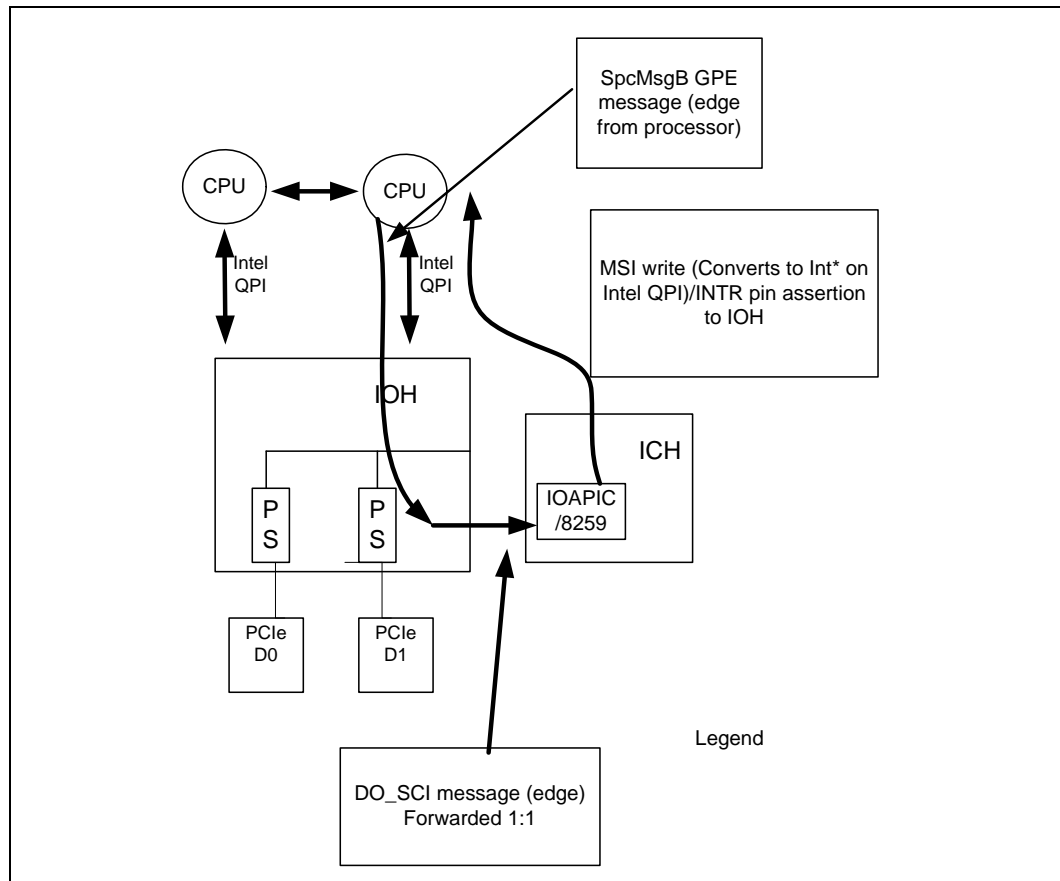 SpcMsgB GPE
message (edge
from processor)
CPU
CPU
Intel
QPI
Intel
QPI
MSI write (Converts to Int* on
Intel QPI)/INTR pin assertion
to IOH
IOH
ICH
P
S
P
S
IOAPIC
/8259
PCIe
D0
PCIe
D1
Legend
DO_SCI message (edge)
Forwarded 1:1